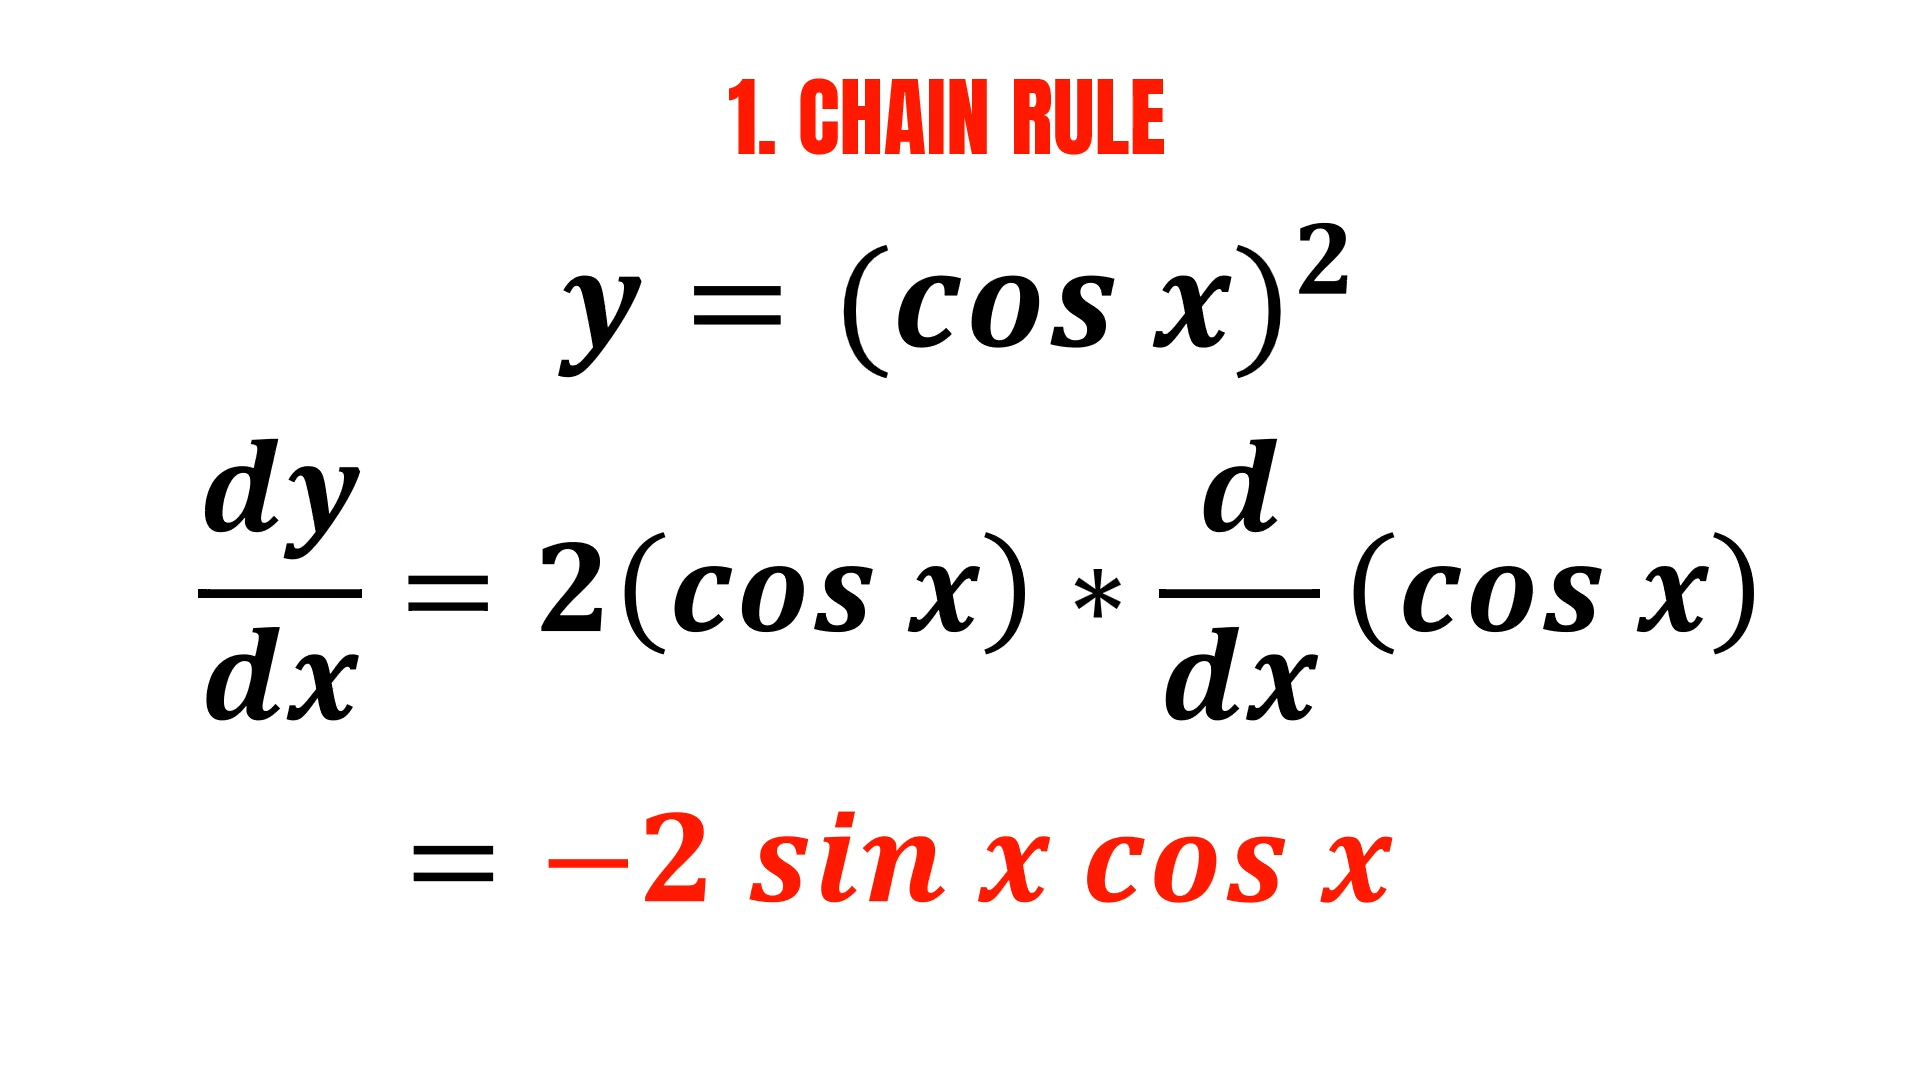 1. CHAIN RULE
y = (cos x)²
dy/dx = 2(cos x) * d/dx (cos x)
= −2 sin x cos x